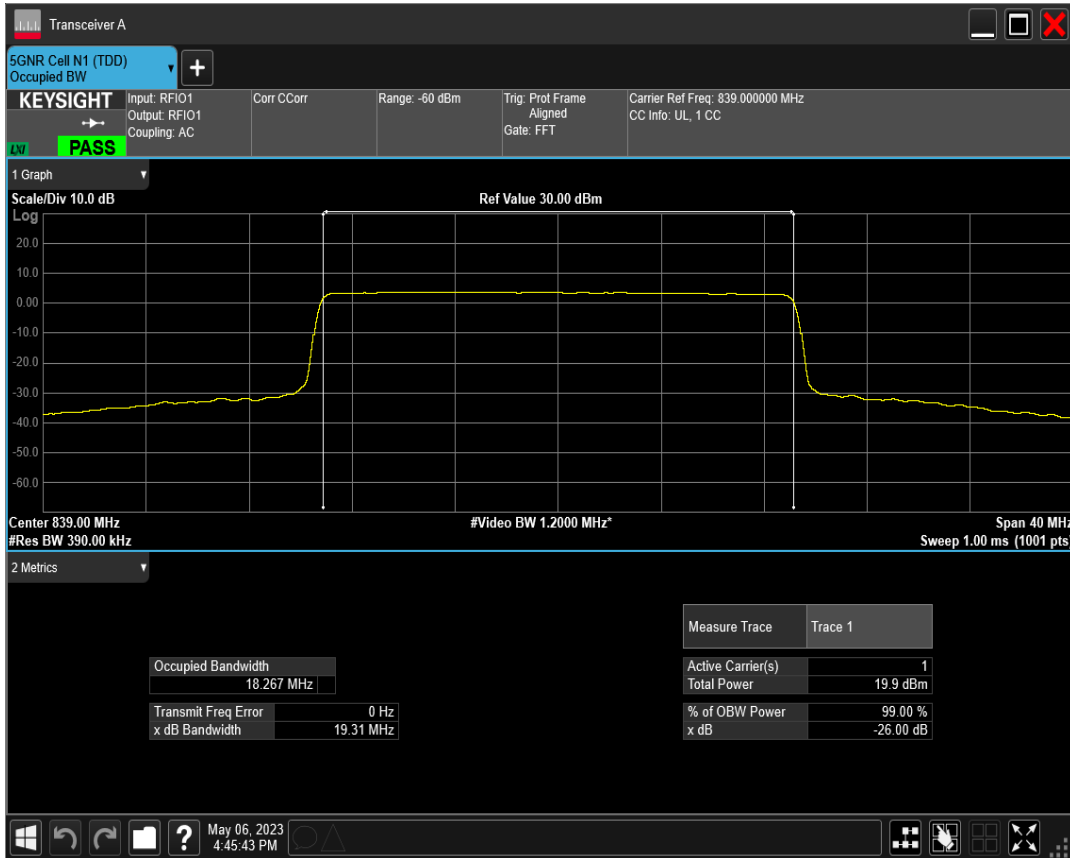 Transceiver A
5GNR Cell N1 (TDD)
Occupied BW
+
KEYSIGHT
LXI
PASS
Input: RFIO1
Output: RFIO1
Coupling: AC
Corr CCorr
Range: -60 dBm
Trig: Prot Frame
Aligned
Gate: FFT
Carrier Ref Freq: 839.000000 MHz
CC Info: UL, 1 CC
1 Graph
Scale/Div 10.0 dB
Ref Value 30.00 dBm
Log
20.0
10.0
0.00
-10.0
-20.0
-30.0
-40.0
-50.0
-60.0
Center 839.00 MHz
#Video BW 1.2000 MHz*
Span 40 MHz
#Res BW 390.00 kHz
Sweep 1.00 ms (1001 pts)
2 Metrics
Measure Trace Trace 1
Occupied Bandwidth
18.267 MHz
Transmit Freq Error 0 Hz
x dB Bandwidth 19.31 MHz
Active Carrier(s) 1
Total Power 19.9 dBm
% of OBW Power 99.00 %
x dB -26.00 dB
?
May 06, 2023
4:45:43 PM